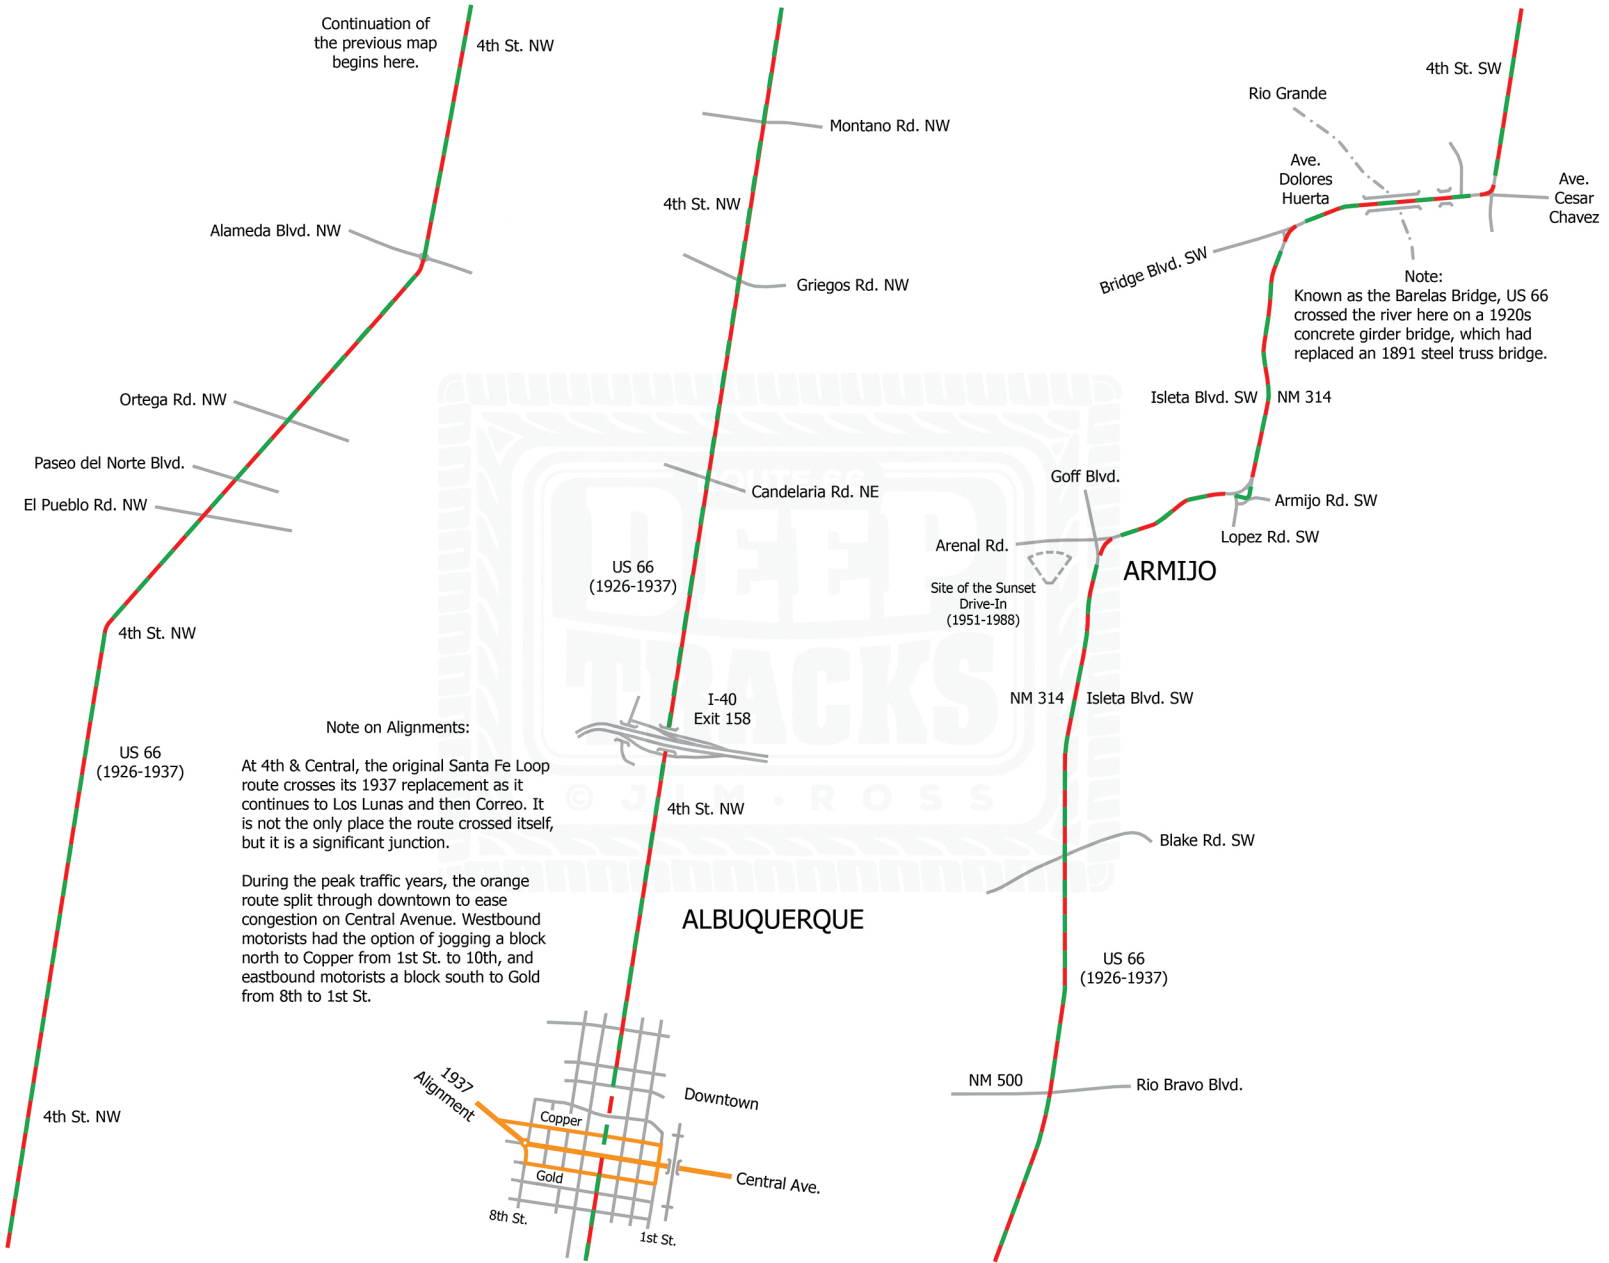 Continuation of
the previous map
begins here.
4th St. NW
Alameda Blvd. NW
Ortega Rd. NW
Paseo del Norte Blvd.
El Pueblo Rd. NW
4th St. NW
US 66
(1926-1937)
4th St. NW
Note on Alignments:
At 4th & Central, the original Santa Fe Loop
route crosses its 1937 replacement as it
continues to Los Lunas and then Correo. It
is not the only place the route crossed itself,
but it is a significant junction.
During the peak traffic years, the orange
route split through downtown to ease
congestion on Central Avenue. Westbound
motorists had the option of jogging a block
north to Copper from 1st St. to 10th, and
eastbound motorists a block south to Gold
from 8th to 1st St.
Montano Rd. NW
4th St. NW
Griegos Rd. NW
Candelaria Rd. NE
US 66
(1926-1937)
I-40
Exit 158
4th St. NW
ALBUQUERQUE
1937
Alignment
Downtown
Copper
Gold
Central Ave.
8th St.
1st St.
4th St. SW
Rio Grande
Ave.
Dolores
Huerta
Ave.
Cesar
Chavez
Bridge Blvd. SW
Note:
Known as the Barelas Bridge, US 66
crossed the river here on a 1920s
concrete girder bridge, which had
replaced an 1891 steel truss bridge.
Isleta Blvd. SW
NM 314
Goff Blvd.
Armijo Rd. SW
Lopez Rd. SW
Arenal Rd.
ARMIJO
Site of the Sunset
Drive-In
(1951-1988)
NM 314
Isleta Blvd. SW
Blake Rd. SW
US 66
(1926-1937)
NM 500
Rio Bravo Blvd.
ROUTE 66
DEEP
TRACKS
© JIM·ROSS